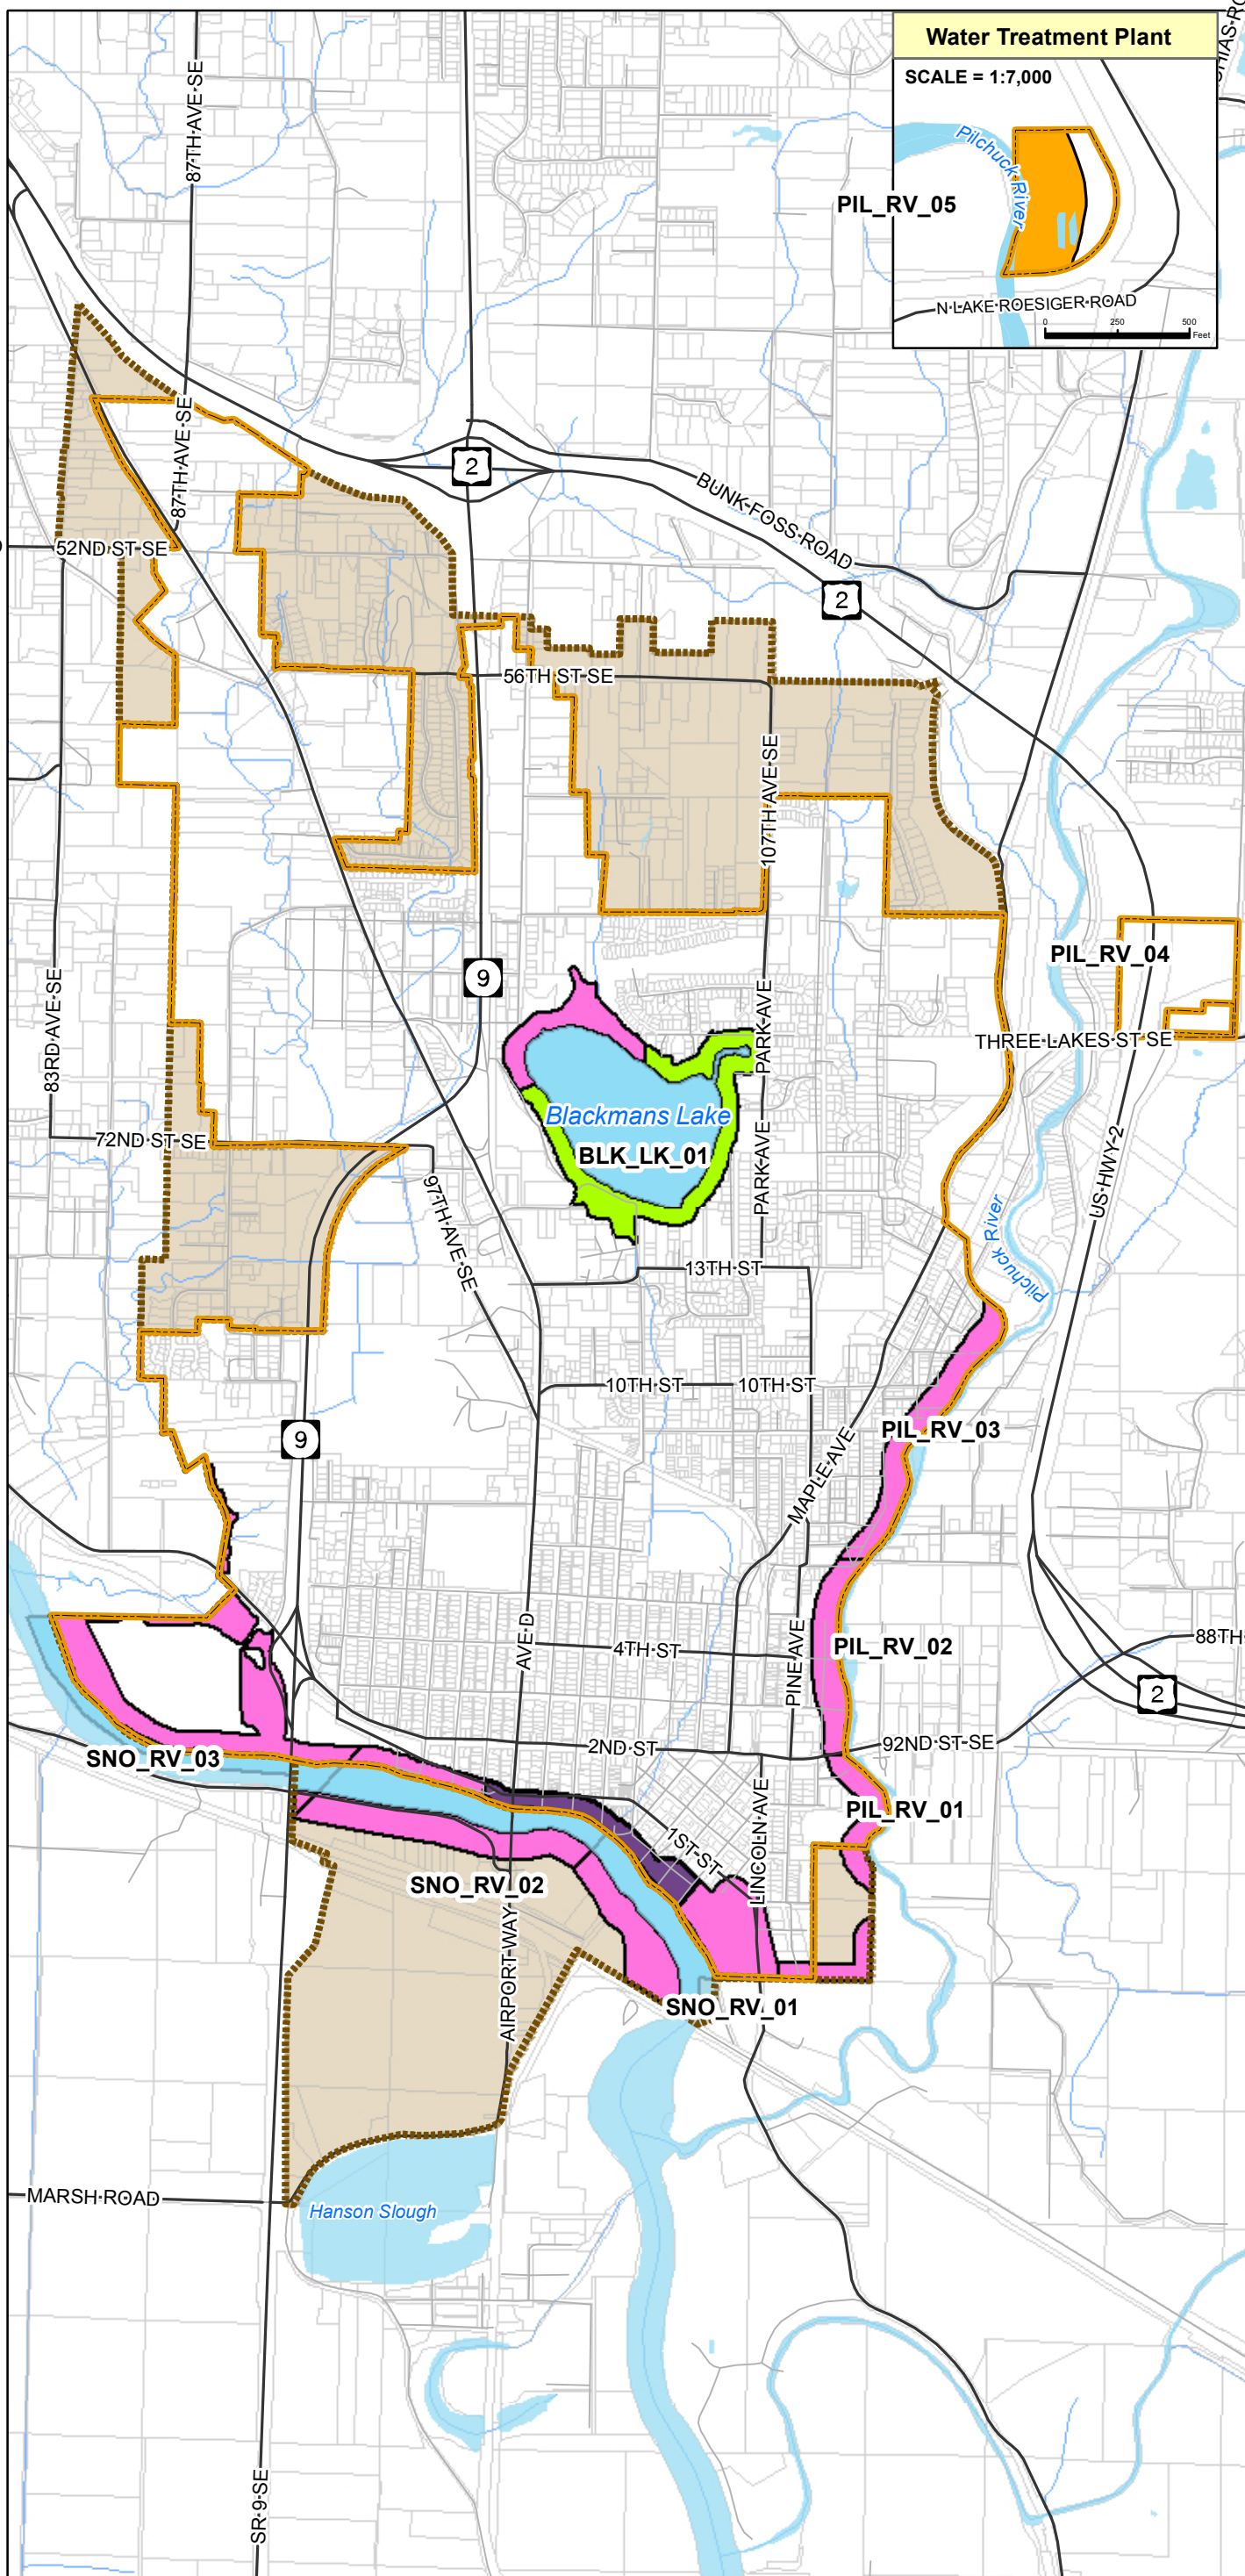 Water Treatment Plant
SCALE = 1:7,000
87TH AVE SE
Pilchuck River
PIL_RV_05
N LAKE ROESIGER ROAD
0 250 500
Feet
87TH AVE SE
2
BUNK FOSS ROAD
52ND ST SE
2
56TH ST SE
107TH AVE SE
PIL_RV_04
9
83RD AVE SE
PARK AVE
THREE LAKES ST SE
Blackmans Lake
72ND ST SE
BLK_LK_01
PARK AVE
US HWY 2
97TH AVE SE
Pilchuck River
13TH ST
10TH ST
10TH ST
9
PIL_RV_03
MAPLE AVE
AVE D
4TH ST
PINE AVE
PIL_RV_02
88TH
2
2ND ST
92ND ST SE
SNO_RV_03
LINCOLN AVE
PIL_RV_01
1ST ST
SNO_RV_02
AIRPORT WAY
SNO_RV_01
MARSH ROAD
Hanson Slough
SR 9 SE